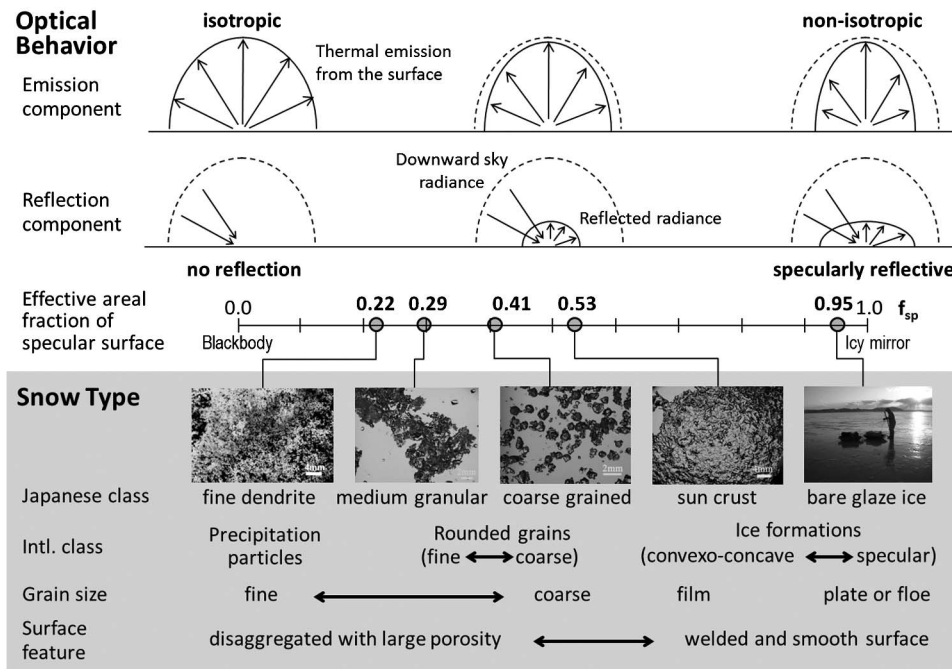 Optical
Behavior
isotropic
non-isotropic
Emission
component
Thermal emission
from the surface
Reflection
component
Downward sky
radiance
Reflected radiance
no reflection
specularly reflective
Effective areal
fraction of
specular surface
0.0
0.22
0.29
0.41
0.53
0.95
1.0
fsp
Blackbody
Icy mirror
Snow Type
2mm
Japanese class
fine dendrite
medium granular
coarse grained
sun crust
bare glaze ice
Intl. class
Precipitation
particles
Rounded grains
(fine coarse)
Ice formations
(convexo-concave specular)
Grain size
fine
coarse
film
plate or floe
Surface
feature
disaggregated with large porosity
welded and smooth surface